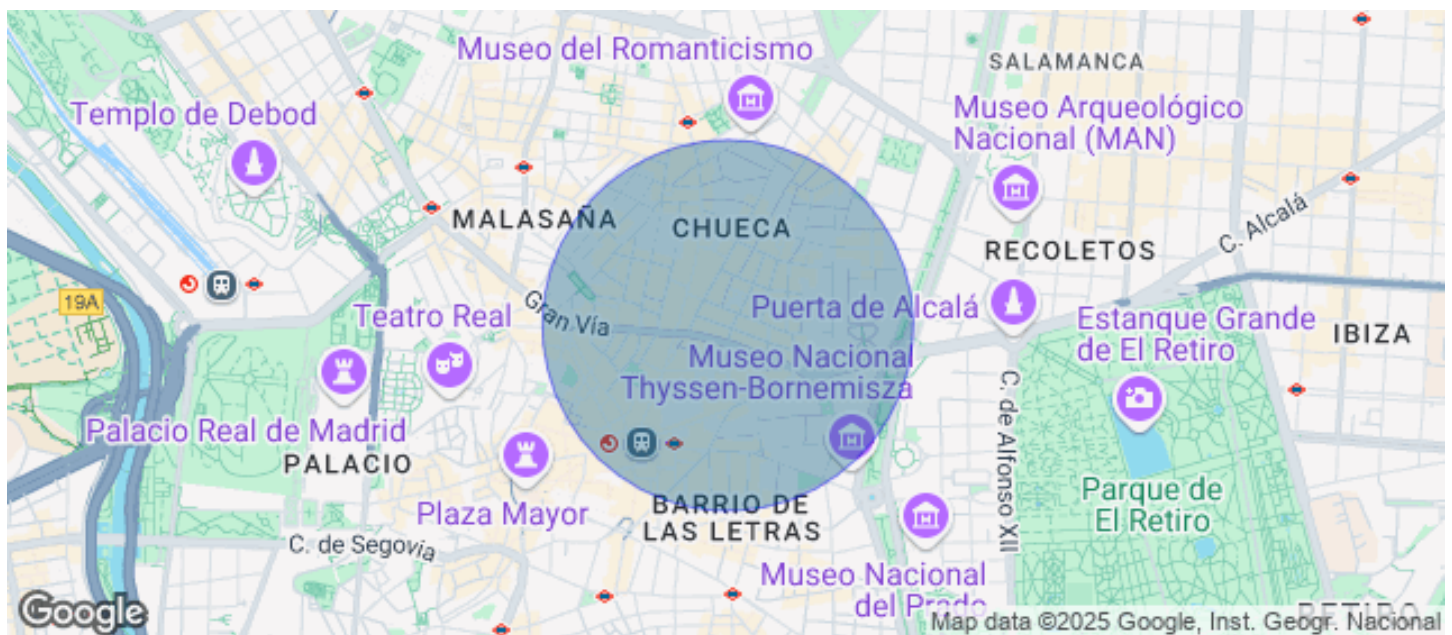 Museo del Romanticismo
SALAMANCA
Templo de Debod
Museo Arqueológico
Nacional (MAN)
MALASAÑA
CHUECA
C. Alcalá
RECOLETOS
19A
Gran Vía
Teatro Real
Puerta de Alcalá
Estanque Grande
de El Retiro
IBIZA
Museo Nacional
Thyssen-Bornemisza
C. de Alfonso XII
Palacio Real de Madrid
PALACIO
Plaza Mayor
BARRIO DE
LAS LETRAS
Parque de
El Retiro
C. de Segovia
Museo Nacional
del Prado
RETIRO
Google
Map data ©2025 Google, Inst. Geogr. Nacional